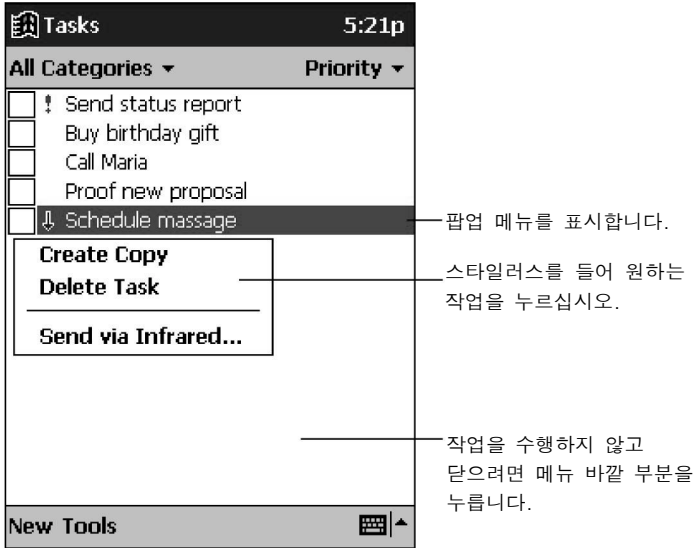 Tasks 5:21p
All Categories Priority
! Send status report
Buy birthday gift
Call Maria
Proof new proposal
Schedule massage
팝업 메뉴를 표시합니다.
Create Copy
Delete Task
Send via Infrared...
스타일러스를 들어 원하는
작업을 누르십시오.
작업을 수행하지 않고
닫으려면 메뉴 바깥 부분을
누릅니다.
New Tools